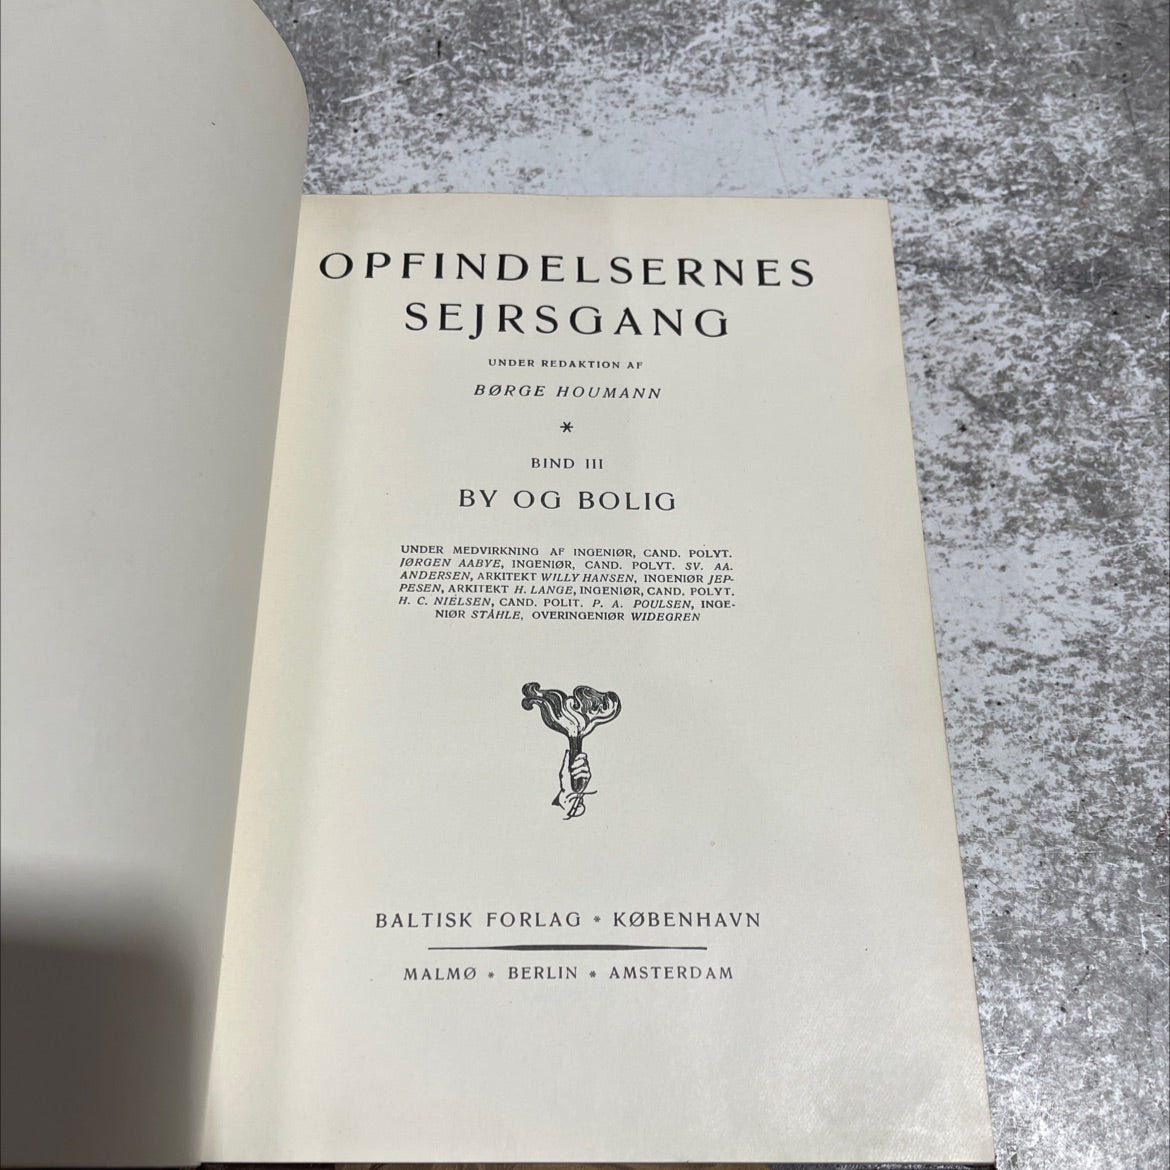 OPFINDELSERNES
SEJRSGANG
UNDER REDAKTION AF
BØRGE HOUMANN
*
BIND III
BY OG BOLIG
UNDER MEDVIRKNING AF INGENIØR, CAND. POLYT.
JØRGEN AABYE, INGENIØR, CAND. POLYT. SV. AA.
ANDERSEN, ARKITEKT WILLY HANSEN, INGENIØR JEP-
PESEN, ARKITEKT H. LANGE, INGENIØR, CAND. POLYT.
H. C. NIELSEN, CAND. POLIT. P. A. POULSEN, INGE-
NIØR STÅHLE, OVERINGENIØR WIDEGREN
BALTISK FORLAG * KØBENHAVN
MALMØ * BERLIN * AMSTERDAM